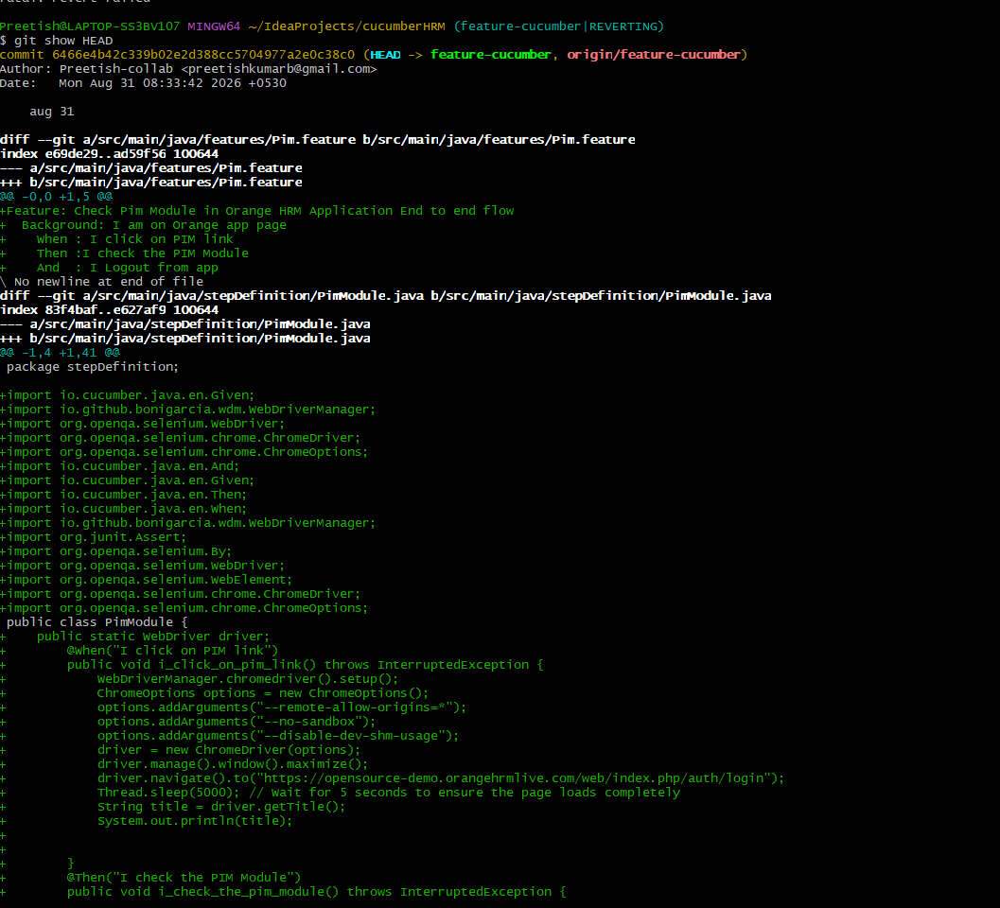 fatal: revert failed
Preetish@LAPTOP-SS3BV107 MINGW64 ~/IdeaProjects/cucumberHRM (feature-cucumber|REVERTING)
$ git show HEAD
commit 6466e4b42c339b02e2d388cc5704977a2e0c38c0 (HEAD -> feature-cucumber, origin/feature-cucumber)
Author: Preetish-collab <preetishkumarb@gmail.com>
Date:   Mon Aug 31 08:33:42 2026 +0530
    aug 31
diff --git a/src/main/java/features/Pim.feature b/src/main/java/features/Pim.feature
index e69de29..ad59f56 100644
--- a/src/main/java/features/Pim.feature
+++ b/src/main/java/features/Pim.feature
@@ -0,0 +1,5 @@
+Feature: Check Pim Module in Orange HRM Application End to end flow
+  Background: I am on Orange app page
+    When : I click on PIM link
+    Then :I check the PIM Module
+    And  : I Logout from app
\ No newline at end of file
diff --git a/src/main/java/stepDefinition/PimModule.java b/src/main/java/stepDefinition/PimModule.java
index 83f4baf..e627af9 100644
--- a/src/main/java/stepDefinition/PimModule.java
+++ b/src/main/java/stepDefinition/PimModule.java
@@ -1,4 +1,41 @@
 package stepDefinition;
+import io.cucumber.java.en.Given;
+import io.github.bonigarcia.wdm.WebDriverManager;
+import org.openqa.selenium.WebDriver;
+import org.openqa.selenium.chrome.ChromeDriver;
+import org.openqa.selenium.chrome.ChromeOptions;
+import io.cucumber.java.en.And;
+import io.cucumber.java.en.Given;
+import io.cucumber.java.en.Then;
+import io.cucumber.java.en.When;
+import io.github.bonigarcia.wdm.WebDriverManager;
+import org.junit.Assert;
+import org.openqa.selenium.By;
+import org.openqa.selenium.WebDriver;
+import org.openqa.selenium.WebElement;
+import org.openqa.selenium.chrome.ChromeDriver;
+import org.openqa.selenium.chrome.ChromeOptions;
 public class PimModule {
+    public static WebDriver driver;
+        @When("I click on PIM link")
+        public void i_click_on_pim_link() throws InterruptedException {
+            WebDriverManager.chromedriver().setup();
+            ChromeOptions options = new ChromeOptions();
+            options.addArguments("--remote-allow-origins=*");
+            options.addArguments("--no-sandbox");
+            options.addArguments("--disable-dev-shm-usage");
+            driver = new ChromeDriver(options);
+            driver.manage().window().maximize();
+            driver.navigate().to("https://opensource-demo.orangehrmlive.com/web/index.php/auth/login");
+            Thread.sleep(5000); // Wait for 5 seconds to ensure the page loads completely
+            String title = driver.getTitle();
+            System.out.println(title);
+
+
+        }
+        @Then("I check the PIM Module")
+        public void i_check_the_pim_module() throws InterruptedException {